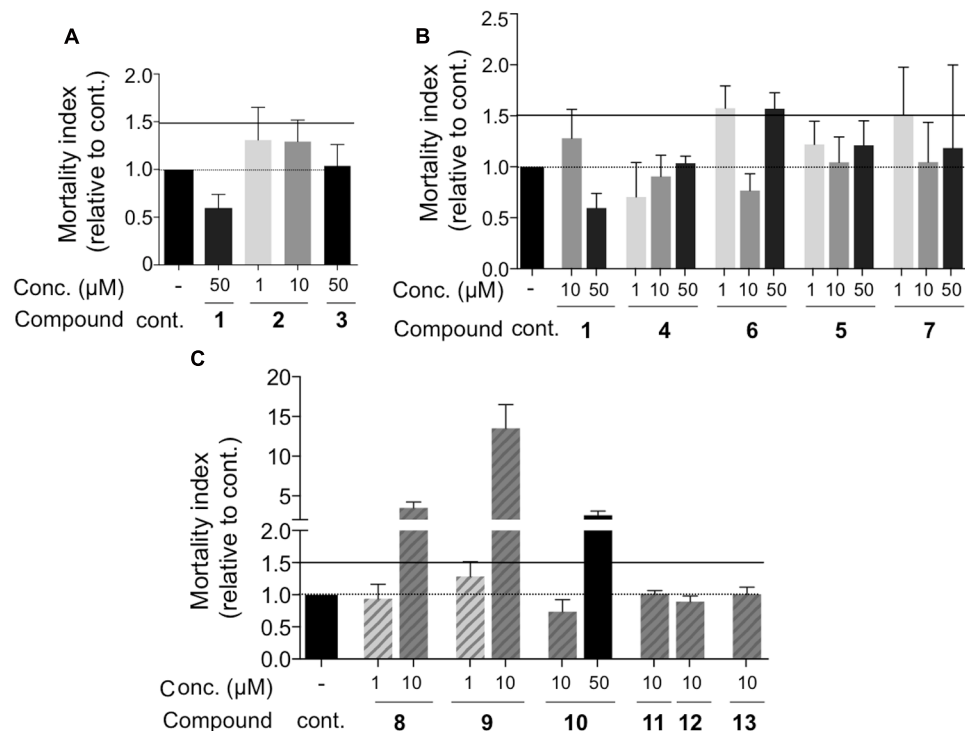 A
Mortality index
(relative to cont.)
2.0
1.5
1.0
0.5
0
Conc. (μM) - 50 1 10 50
Compound cont. 1 2 3
B
Mortality index
(relative to cont.)
2.5
2.0
1.5
1.0
0.5
0.0
Conc. (μM) - 10 50 1 10 50 1 10 50 1 10 50 1 10 50
Compound cont. 1 4 6 5 7
C
Mortality index
(relative to cont.)
20
15
10
5
2.0
1.5
1.0
0.5
0.0
Conc. (μM) - 1 10 1 10 10 50 10 10 10
Compound cont. 8 9 10 11 12 13